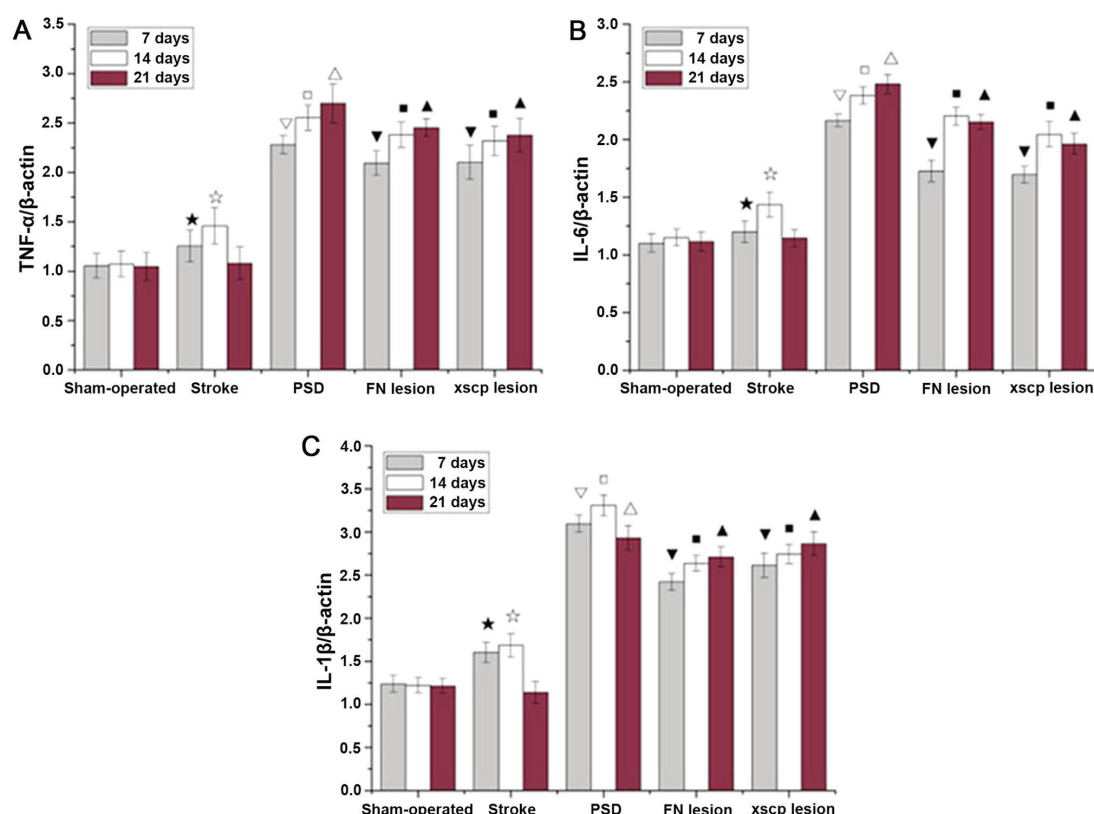 A
TNF-α/β-actin
3.5
3.0
2.5
2.0
1.5
1.0
0.5
0.0
7 days
14 days
21 days
Sham-operated Stroke PSD FN lesion xscp lesion
B
IL-6/β-actin
3.0
2.5
2.0
1.5
1.0
0.5
0.0
7 days
14 days
21 days
Sham-operated Stroke PSD FN lesion xscp lesion
C
IL-1β/β-actin
4.0
3.5
3.0
2.5
2.0
1.5
1.0
0.5
0.0
7 days
14 days
21 days
Sham-operated Stroke PSD FN lesion xscp lesion